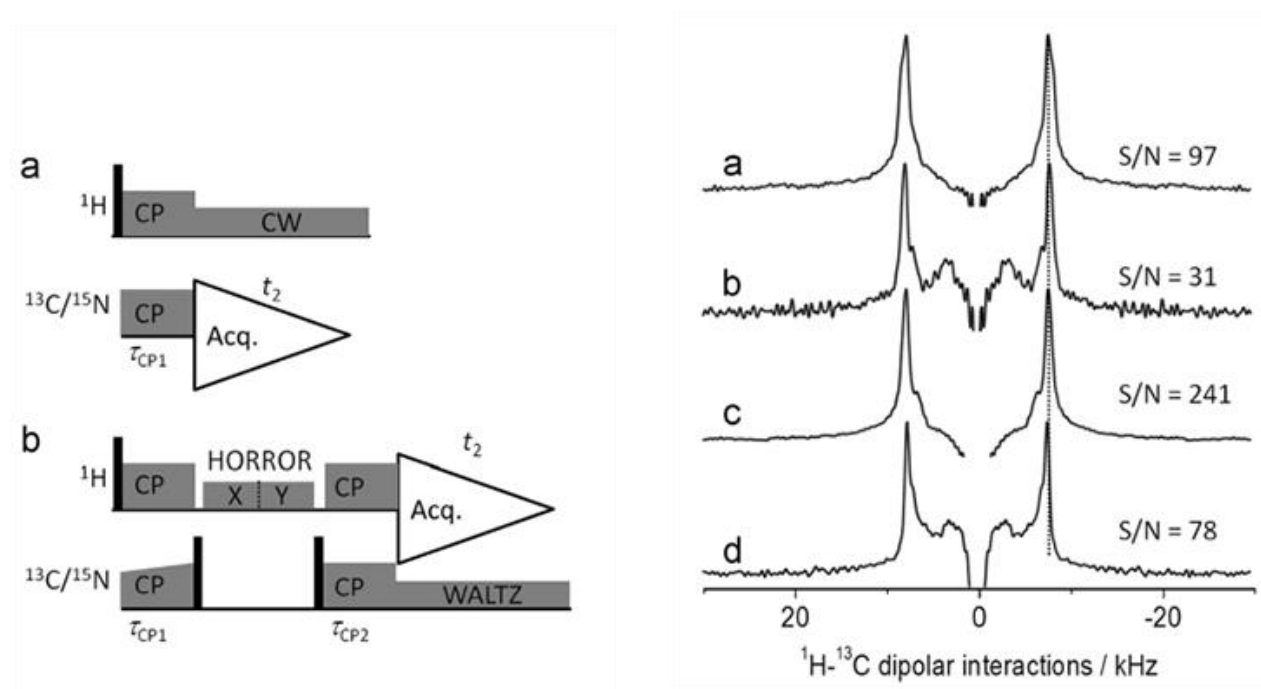 a
¹H
CP
CW
¹³C/¹⁵N
CP
t₂
Acq.
τCP1
b
¹H
CP
HORROR
X Y
CP
t₂
Acq.
¹³C/¹⁵N
CP
CP
WALTZ
τCP1
τCP2
a
S/N = 97
b
S/N = 31
c
S/N = 241
d
S/N = 78
20 0 -20
¹H-¹³C dipolar interactions / kHz